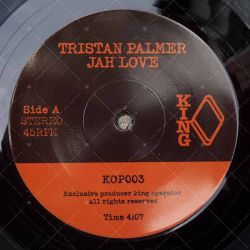 TRISTAN PALMER
JAH LOVE
Side A
STEREO
45RPM
KING
KOP003
Exclusive producer king operator
all rights reserved
Time 4:07